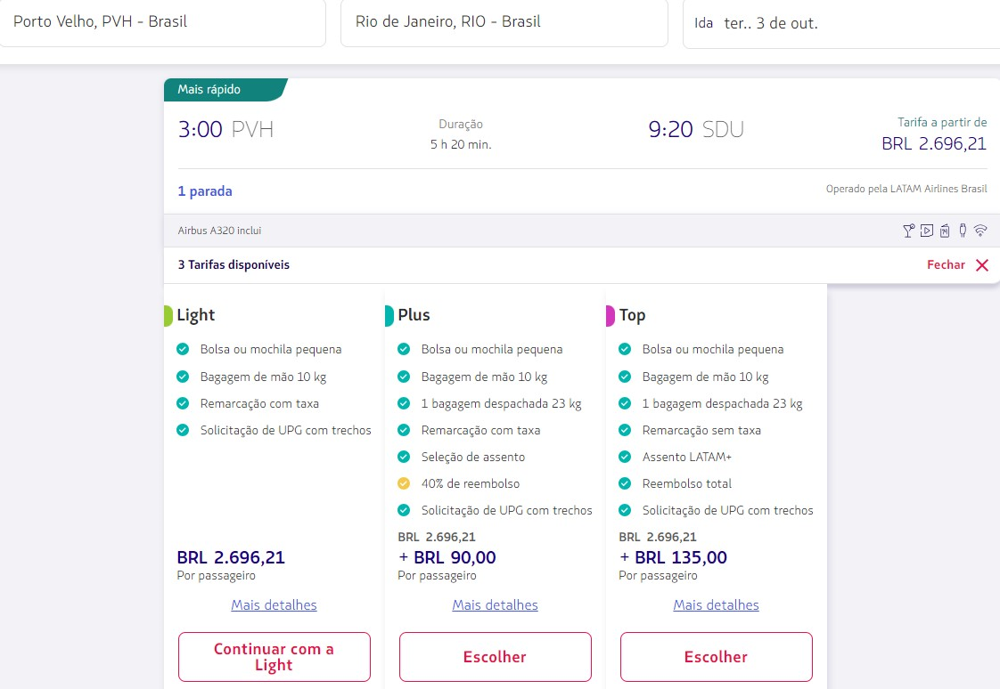 Porto Velho, PVH - Brasil
Rio de Janeiro, RIO - Brasil
Ida ter.. 3 de out.
Mais rápido
3:00 PVH
Duração
5 h 20 min.
9:20 SDU
Tarifa a partir de
BRL 2.696,21
1 parada
Operado pela LATAM Airlines Brasil
Airbus A320 inclui
3 Tarifas disponíveis
Fechar
Light
Bolsa ou mochila pequena
Bagagem de mão 10 kg
Remarcação com taxa
Solicitação de UPG com trechos
BRL 2.696,21
Por passageiro
Mais detalhes
Continuar com a
Light
Plus
Bolsa ou mochila pequena
Bagagem de mão 10 kg
1 bagagem despachada 23 kg
Remarcação com taxa
Seleção de assento
40% de reembolso
Solicitação de UPG com trechos
BRL 2.696,21
+ BRL 90,00
Por passageiro
Mais detalhes
Escolher
Top
Bolsa ou mochila pequena
Bagagem de mão 10 kg
1 bagagem despachada 23 kg
Remarcação sem taxa
Assento LATAM+
Reembolso total
Solicitação de UPG com trechos
BRL 2.696,21
+ BRL 135,00
Por passageiro
Mais detalhes
Escolher